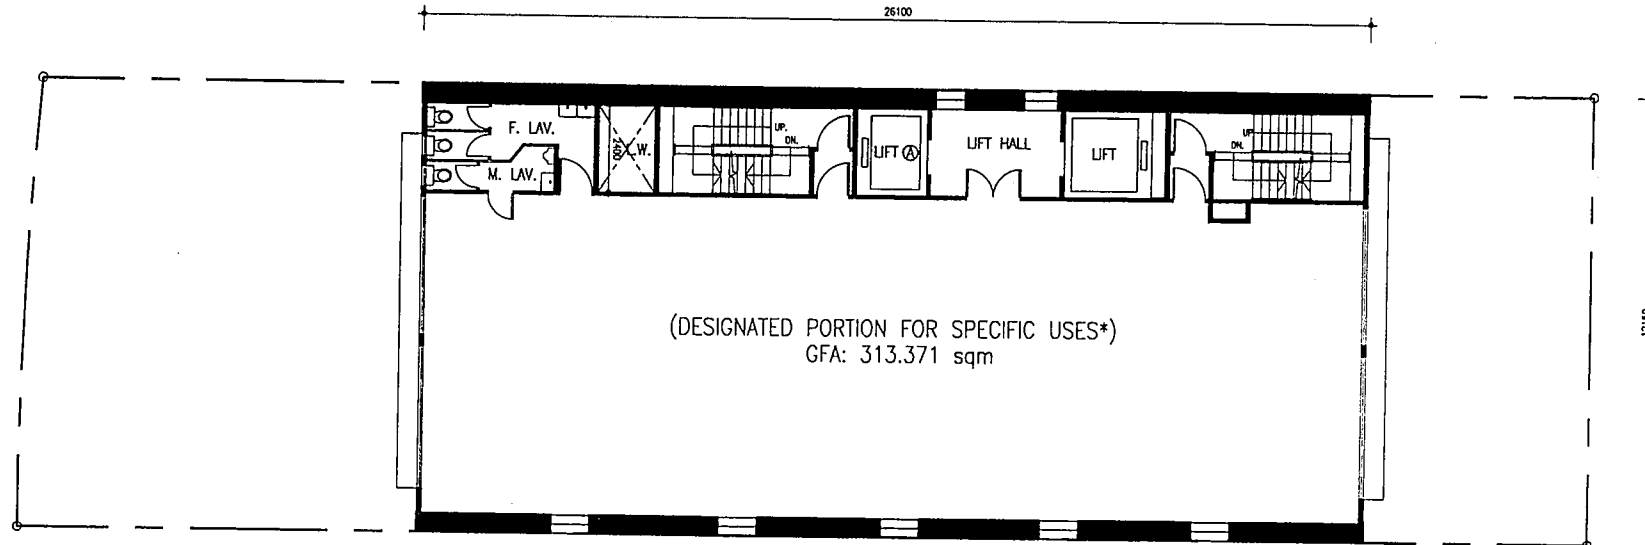 26100
F. LAV.
2400
W.
UP.
DN.
LIFT A
LIFT HALL
LIFT
UP
DN.
M. LAV.
(DESIGNATED PORTION FOR SPECIFIC USES*)
GFA: 313.371 sqm